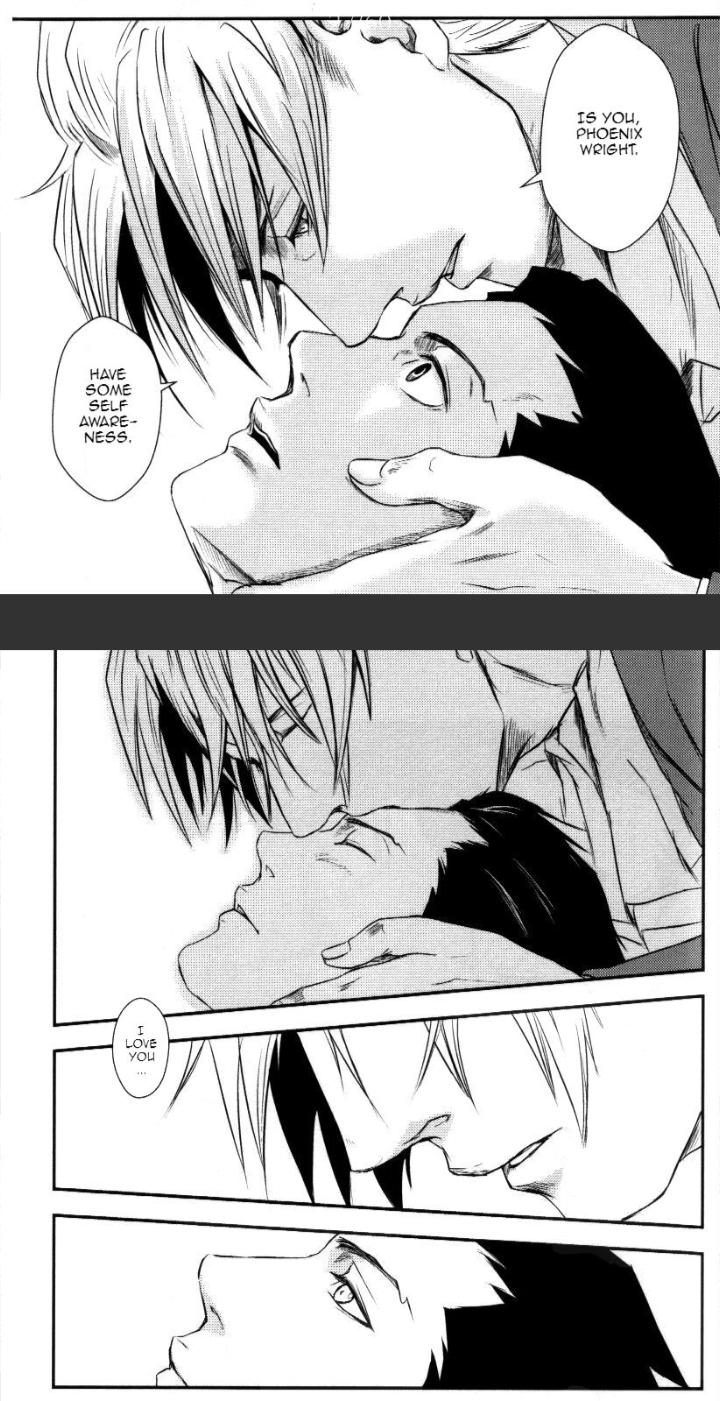 IS YOU,
PHOENIX
WRIGHT.
HAVE
SOME
SELF
AWARE-
NESS.
I
LOVE
YOU
...